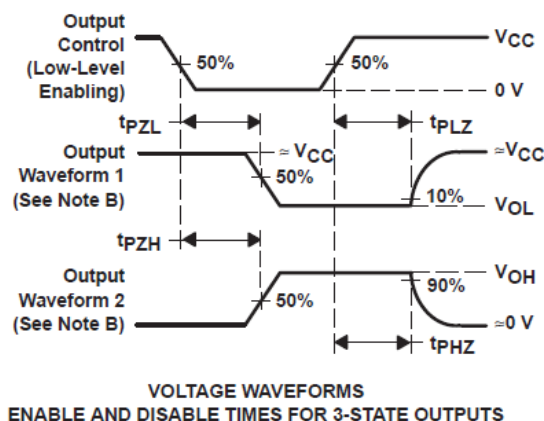 Output
Control
(Low-Level
Enabling)
50%
50%
VCC
0 V
tPZL
tPLZ
Output
Waveform 1
(See Note B)
≈ VCC
50%
≈VCC
10%
VOL
tPZH
Output
Waveform 2
(See Note B)
50%
VOH
90%
≈0 V
tPHZ
VOLTAGE WAVEFORMS
ENABLE AND DISABLE TIMES FOR 3-STATE OUTPUTS